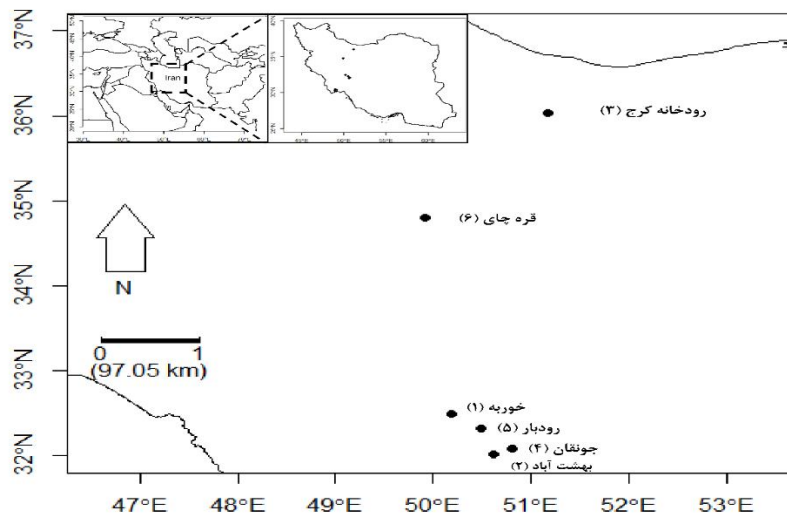 37°N
36°N
35°N
34°N
33°N
32°N
Iran
رودخانه کرج (۳)
قره چای (۶)
N
0 1
(97.05 km)
خوربه (۱)
رودبار (۵)
جونقان (۴)
بهشت آباد (۲)
47°E 48°E 49°E 50°E 51°E 52°E 53°E